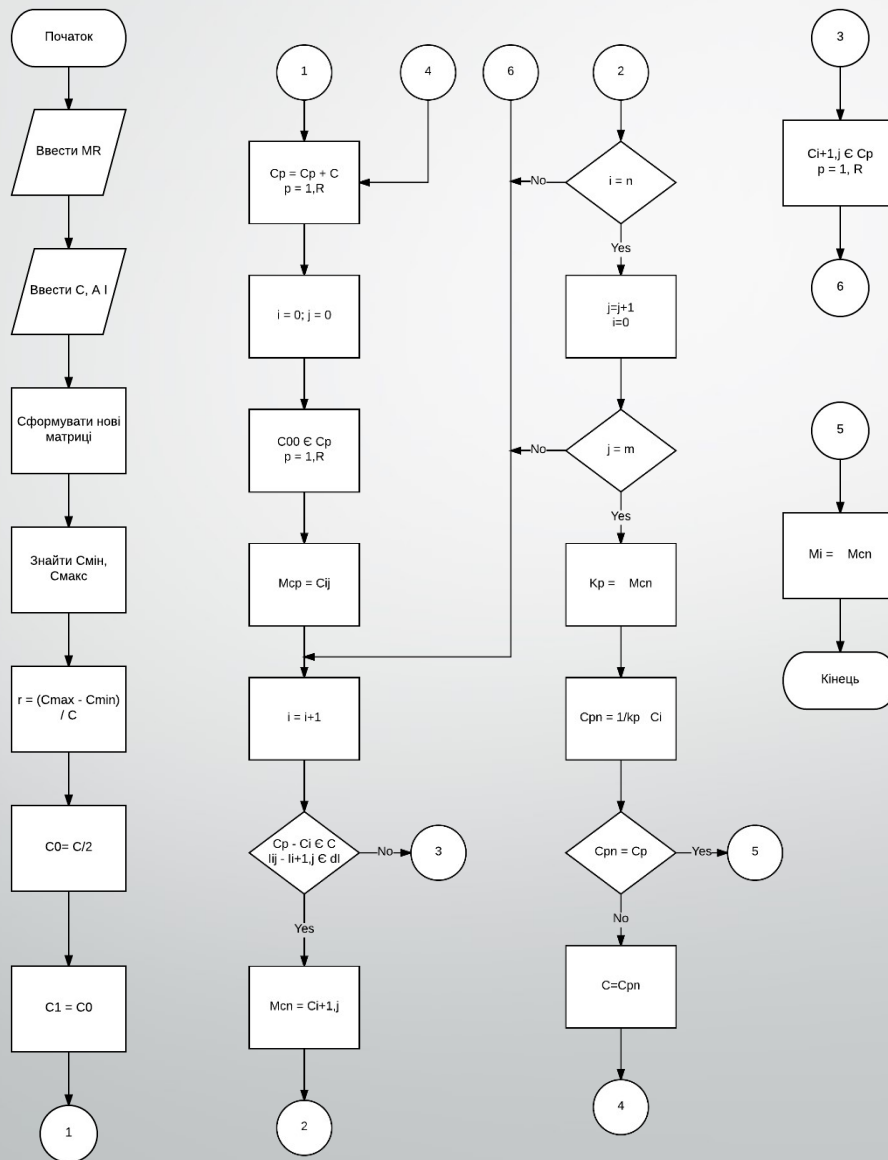 Початок
Ввести MR
Ввести C, A I
Сформувати нові
матриці
Знайти Смін,
Смакс
r = (Cmax - Cmin)
/ C
C0= C/2
C1 = C0
1
1
4
Cp = Cp + C
p = 1,R
i = 0; j = 0
C00 Є Cp
p = 1,R
Mcp = Cij
i = i+1
Cp - Ci Є C
Iij - Ii+1,j Є dI
No
3
Yes
Mcn = Ci+1,j
2
6
2
i = n
No
Yes
j=j+1
i=0
j = m
No
Yes
Kp = Mcn
Cpn = 1/kp Ci
Cpn = Cp
Yes
5
No
C=Cpn
4
3
Ci+1,j Є Cp
p = 1, R
6
5
Mi = Mcn
Кінець